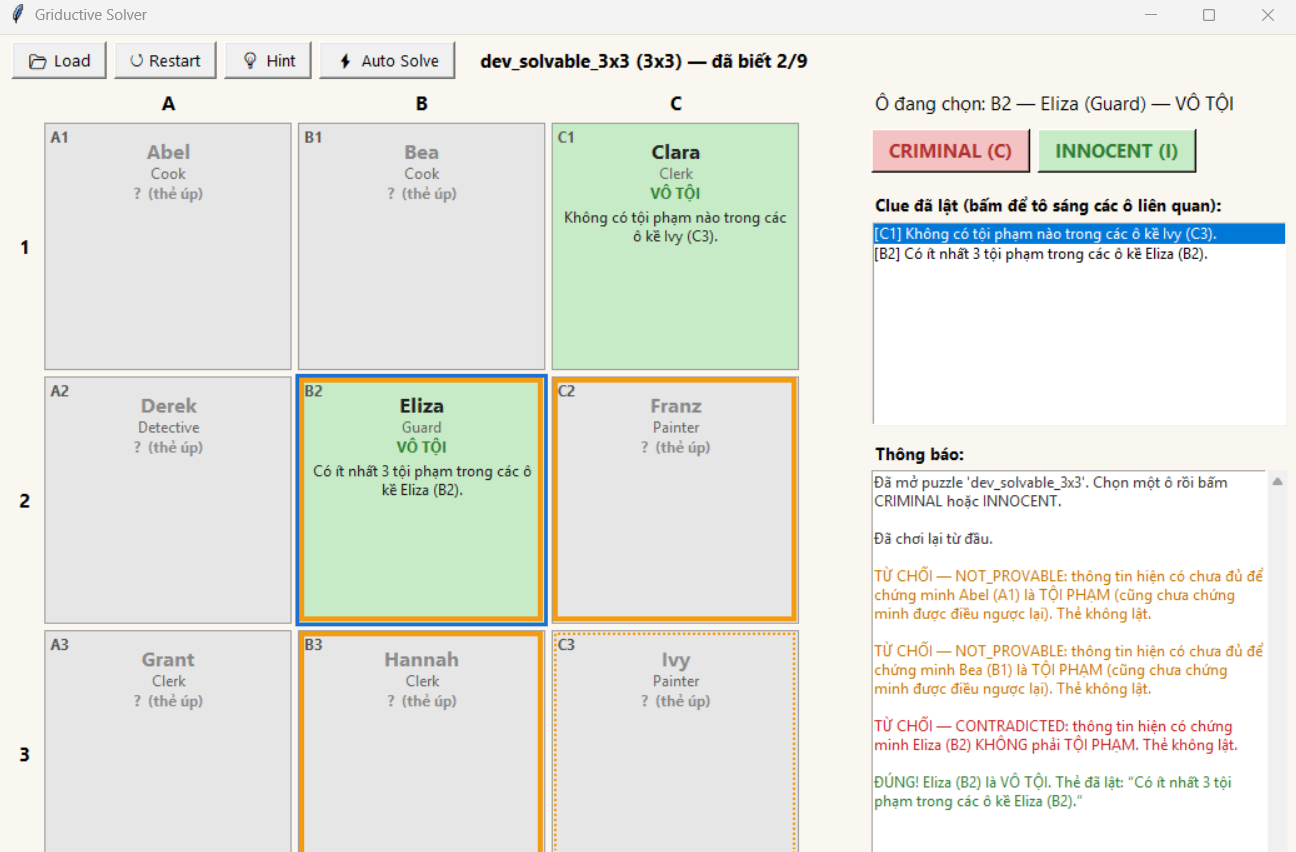 Griductive Solver
Load
Restart
Hint
Auto Solve
dev_solvable_3x3 (3x3) — đã biết 2/9
A
B
C
Ô đang chọn: B2 — Eliza (Guard) — VÔ TỘI
CRIMINAL (C)
INNOCENT (I)
1
A1
Abel
Cook
? (thẻ úp)
B1
Bea
Cook
? (thẻ úp)
C1
Clara
Clerk
VÔ TỘI
Không có tội phạm nào trong các
ô kề Ivy (C3).
2
A2
Derek
Detective
? (thẻ úp)
B2
Eliza
Guard
VÔ TỘI
Có ít nhất 3 tội phạm trong các ô
kề Eliza (B2).
C2
Franz
Painter
? (thẻ úp)
3
A3
Grant
Clerk
? (thẻ úp)
B3
Hannah
Clerk
? (thẻ úp)
C3
Ivy
Painter
? (thẻ úp)
Clue đã lật (bấm để tô sáng các ô liên quan):
[C1] Không có tội phạm nào trong các ô kề Ivy (C3).
[B2] Có ít nhất 3 tội phạm trong các ô kề Eliza (B2).
Thông báo:
Đã mở puzzle 'dev_solvable_3x3'. Chọn một ô rồi bấm
CRIMINAL hoặc INNOCENT.
Đã chơi lại từ đầu.
TỪ CHỐI — NOT_PROVABLE: thông tin hiện có chưa đủ để
chứng minh Abel (A1) là TỘI PHẠM (cũng chưa chứng
minh được điều ngược lại). Thẻ không lật.
TỪ CHỐI — NOT_PROVABLE: thông tin hiện có chưa đủ để
chứng minh Bea (B1) là TỘI PHẠM (cũng chưa chứng
minh được điều ngược lại). Thẻ không lật.
TỪ CHỐI — CONTRADICTED: thông tin hiện có chứng
minh Eliza (B2) KHÔNG phải TỘI PHẠM. Thẻ không lật.
ĐÚNG! Eliza (B2) là VÔ TỘI. Thẻ đã lật: “Có ít nhất 3 tội
phạm trong các ô kề Eliza (B2).”